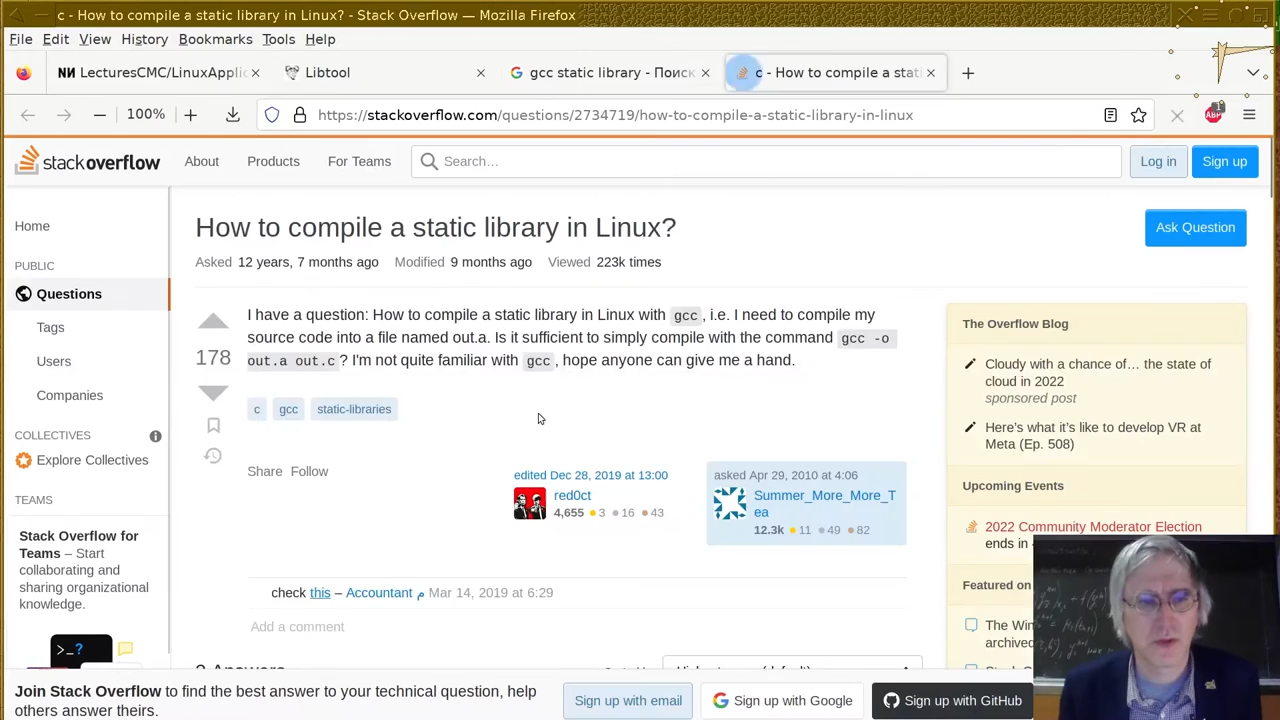 c - How to compile a static library in Linux? - Stack Overflow — Mozilla Firefox
File Edit View History Bookmarks Tools Help
LecturesCMC/LinuxApplic
Libtool
gcc static library - Поиск
c - How to compile a stati
100%
https://stackoverflow.com/questions/2734719/how-to-compile-a-static-library-in-linux
1
ABP
stackoverflow
About
Products
For Teams
Search…
Log in
Sign up
Home
PUBLIC
Questions
Tags
Users
Companies
COLLECTIVES
Explore Collectives
TEAMS
Stack Overflow for
Teams – Start
collaborating and
sharing organizational
knowledge.
>_?
How to compile a static library in Linux?
Ask Question
Asked 12 years, 7 months ago Modified 9 months ago Viewed 223k times
178
I have a question: How to compile a static library in Linux with gcc, i.e. I need to compile my
source code into a file named out.a. Is it sufficient to simply compile with the command gcc -o
out.a out.c? I'm not quite familiar with gcc, hope anyone can give me a hand.
c gcc static-libraries
Share Follow
edited Dec 28, 2019 at 13:00
red0ct
4,655 3 16 43
asked Apr 29, 2010 at 4:06
Summer_More_More_T
ea
12.3k 11 49 82
check this – Accountant م Mar 14, 2019 at 6:29
Add a comment
The Overflow Blog
Cloudy with a chance of… the state of
cloud in 2022
sponsored post
Here's what it's like to develop VR at
Meta (Ep. 508)
Upcoming Events
2022 Community Moderator Election
ends in
Featured on
The Win
archived
Join Stack Overflow to find the best answer to your technical question, help
others answer theirs.
Sign up with email
Sign up with Google
Sign up with GitHub